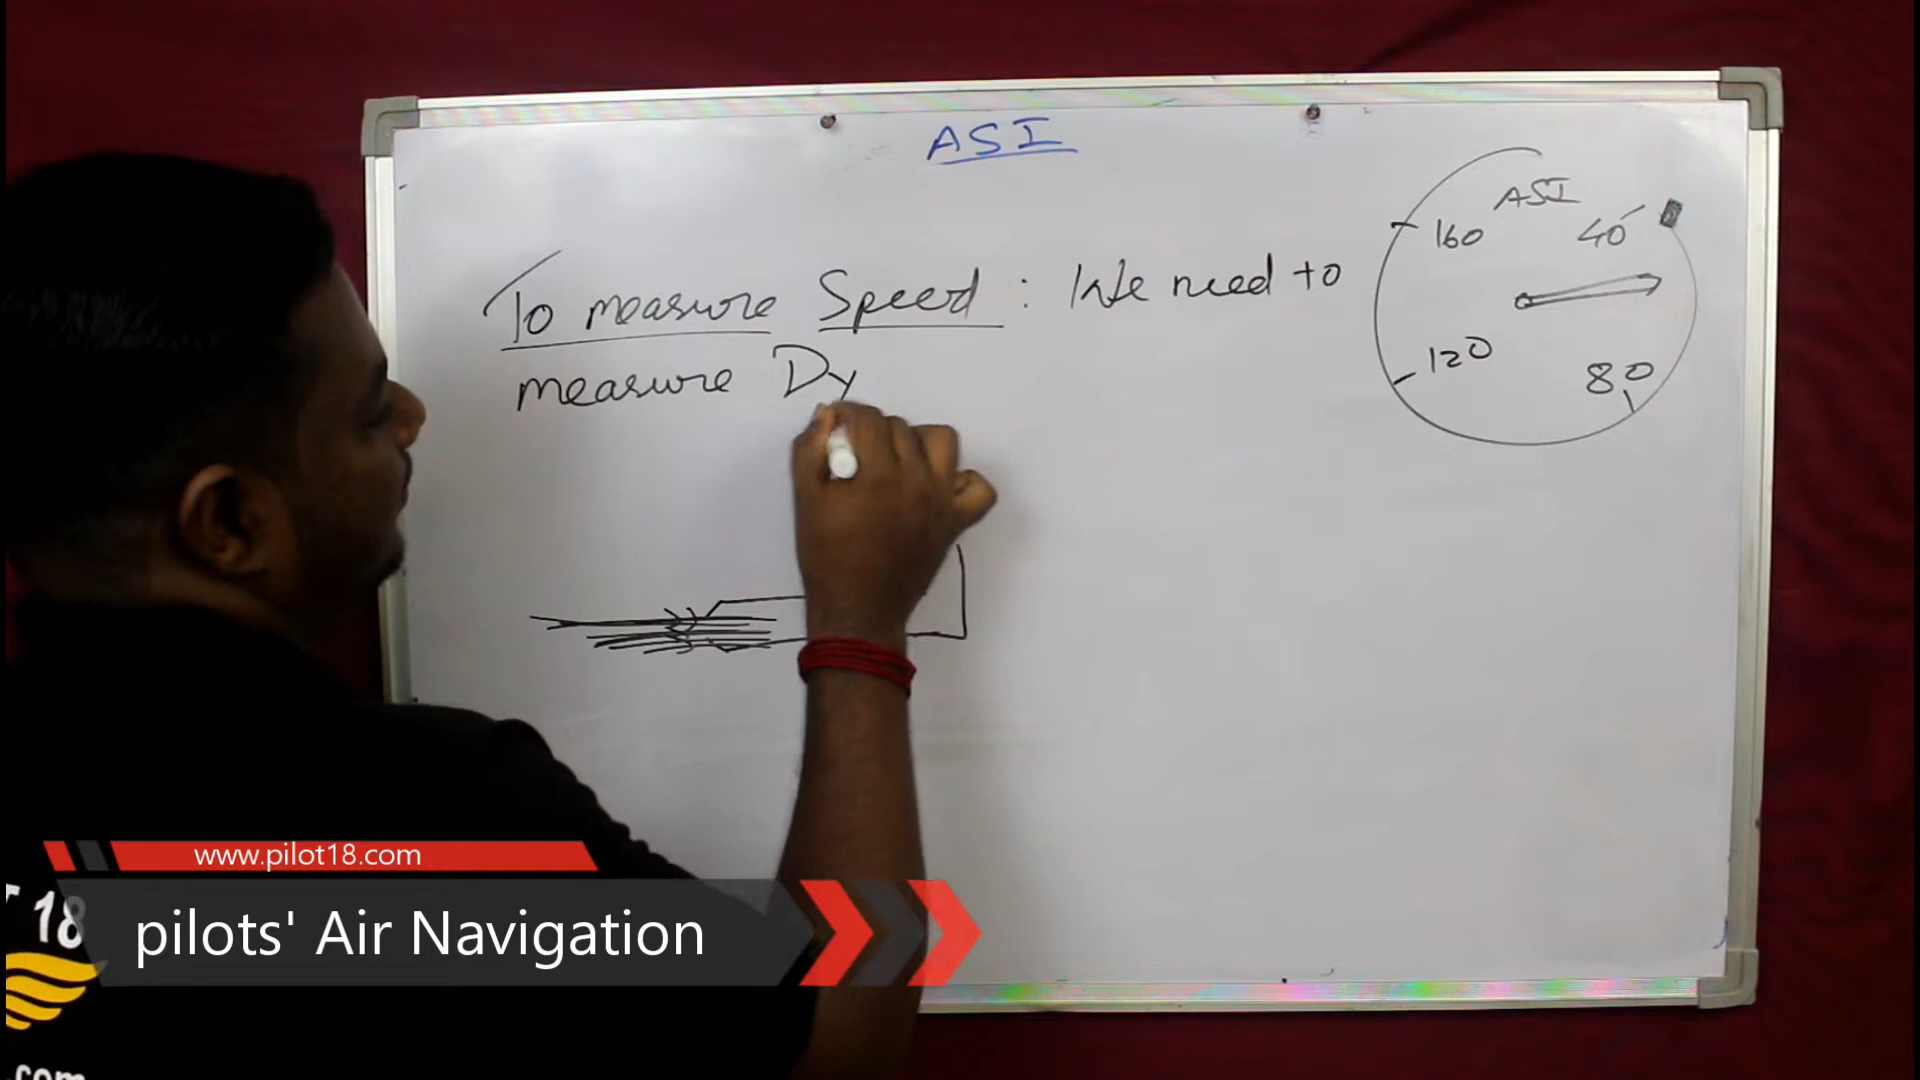 ASI
To measure Speed : We need to
measure Dy
ASI
160
40
120
80
www.pilot18.com
pilots' Air Navigation
T 18
.com